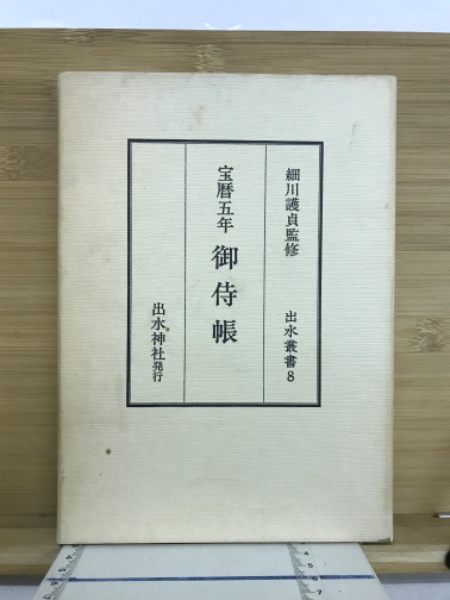 細川護貞監修 出水叢書8
宝暦五年 御侍帳
出水神社発行